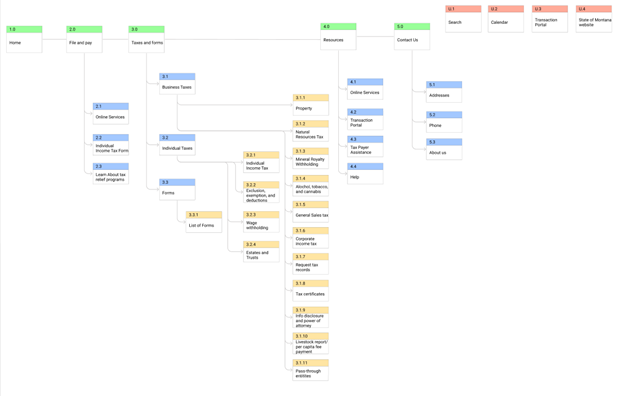 1.0
Home
2.0
File and pay
3.0
Taxes and forms
4.0
Resources
5.0
Contact Us
U.1
Search
U.2
Calendar
U.3
Transaction
Portal
U.4
State of Montana
website
2.1
Online Services
2.2
Individual
Income Tax Form
2.3
Learn About tax
relief programs
3.1
Business Taxes
3.2
Individual Taxes
3.3
Forms
3.3.1
List of Forms
3.2.1
Individual
Income Tax
3.2.2
Exclusion,
exemption, and
deductions
3.2.3
Wage
withholding
3.2.4
Estates and
Trusts
3.1.1
Property
3.1.2
Natural
Resources Tax
3.1.3
Mineral Royalty
Withholding
3.1.4
Alcohol, tobacco,
and cannabis
3.1.5
General Sales tax
3.1.6
Corporate
income tax
3.1.7
Request tax
records
3.1.8
Tax certificates
3.1.9
Info disclosure
and power of
attorney
3.1.10
Livestock report/
per capita fee
payment
3.1.11
Pass-through
entities
4.1
Online Services
4.2
Transaction
Portal
4.3
Tax Payer
Assistance
4.4
Help
5.1
Addresses
5.2
Phone
5.3
About us